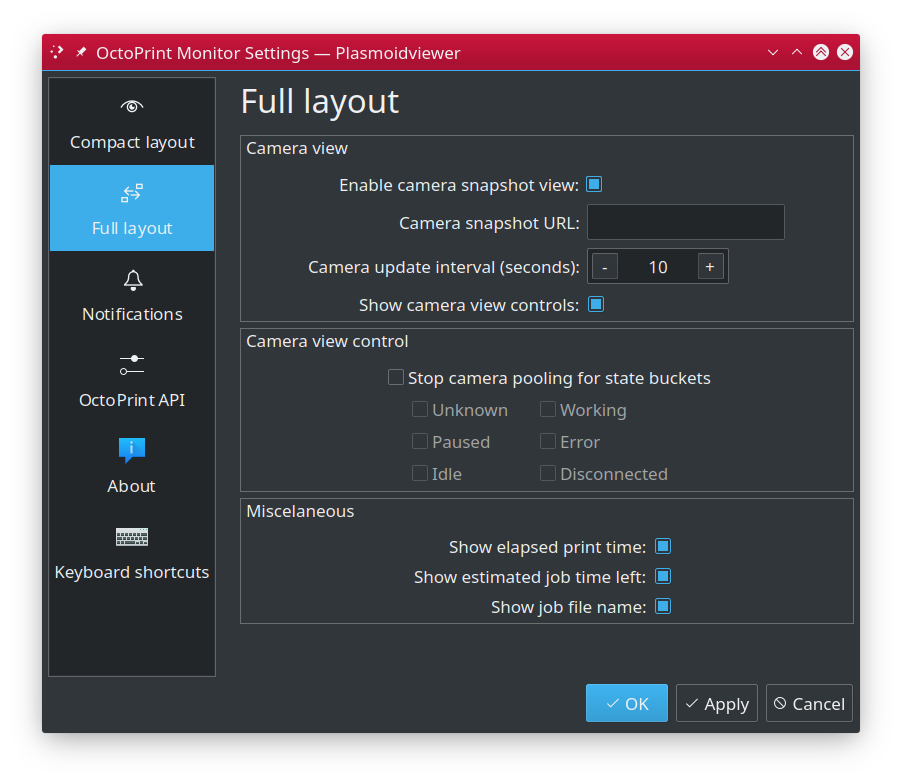 OctoPrint Monitor Settings — Plasmoidviewer
Compact layout
Full layout
Notifications
OctoPrint API
About
Keyboard shortcuts
Full layout
Camera view
Enable camera snapshot view:
Camera snapshot URL:
Camera update interval (seconds): - 10 +
Show camera view controls:
Camera view control
Stop camera pooling for state buckets
Unknown Working
Paused Error
Idle Disconnected
Miscelaneous
Show elapsed print time:
Show estimated job time left:
Show job file name:
OK Apply Cancel